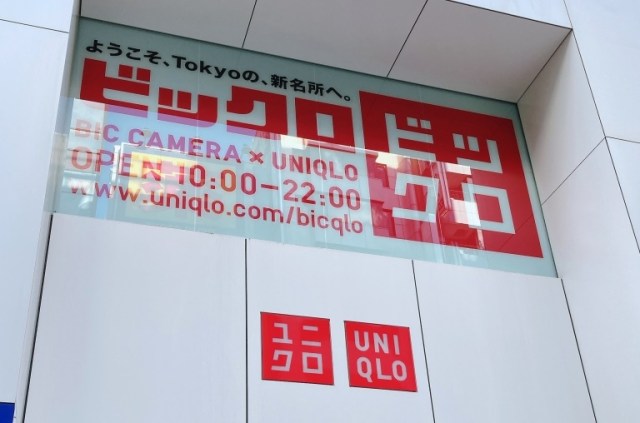 ようこそ、Tokyoの、新名所へ。
ビックロ
BIC CAMERA × UNIQLO
OPEN 10:00-22:00
www.uniqlo.com/bicqlo
ビッ
クロ
ユニ
クロ
UNI
QLO